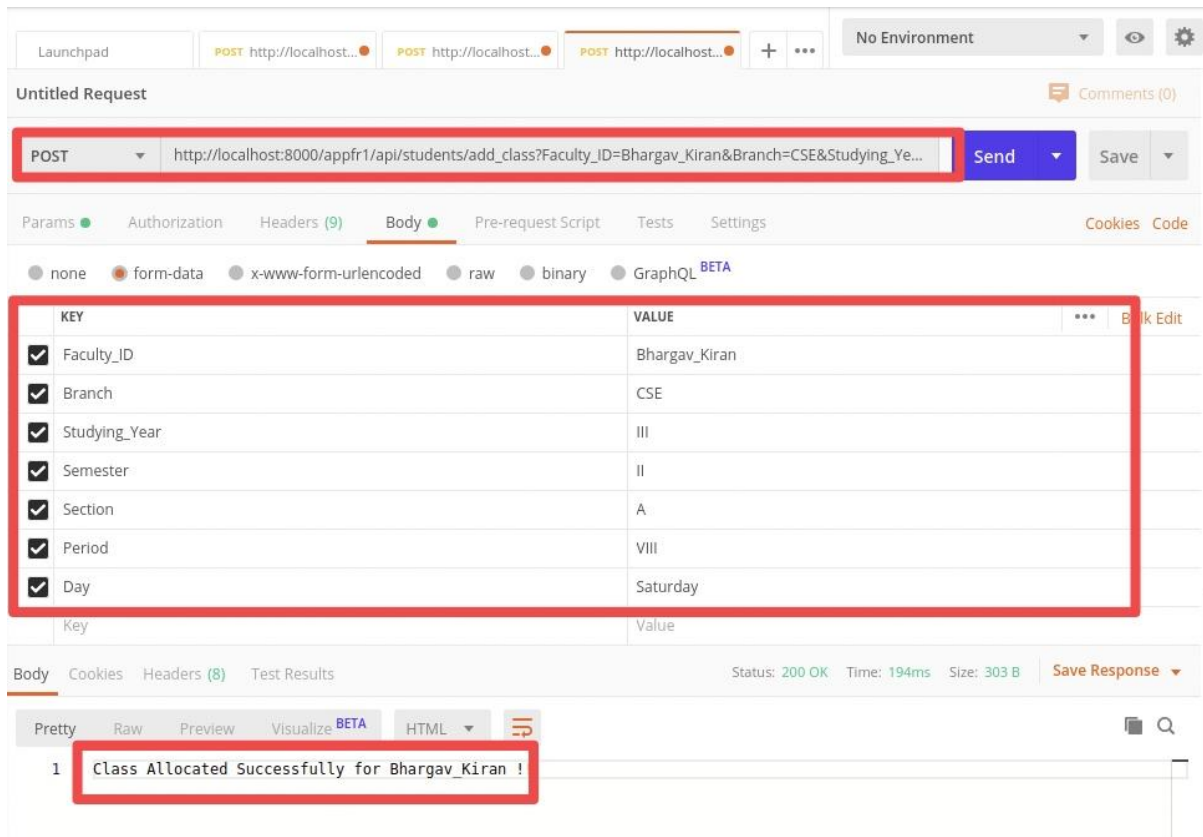 Launchpad POST http://localhost... POST http://localhost... POST http://localhost... + ••• No Environment
Untitled Request Comments (0)
POST http://localhost:8000/appfr1/api/students/add_class?Faculty_ID=Bhargav_Kiran&Branch=CSE&Studying_Ye... Send Save
Params Authorization Headers (9) Body Pre-request Script Tests Settings Cookies Code
none form-data x-www-form-urlencoded raw binary GraphQL BETA
KEY VALUE ••• Bulk Edit
Faculty_ID Bhargav_Kiran
Branch CSE
Studying_Year III
Semester II
Section A
Period VIII
Day Saturday
Key Value
Body Cookies Headers (8) Test Results Status: 200 OK Time: 194ms Size: 303 B Save Response
Pretty Raw Preview Visualize BETA HTML
1 Class Allocated Successfully for Bhargav_Kiran !